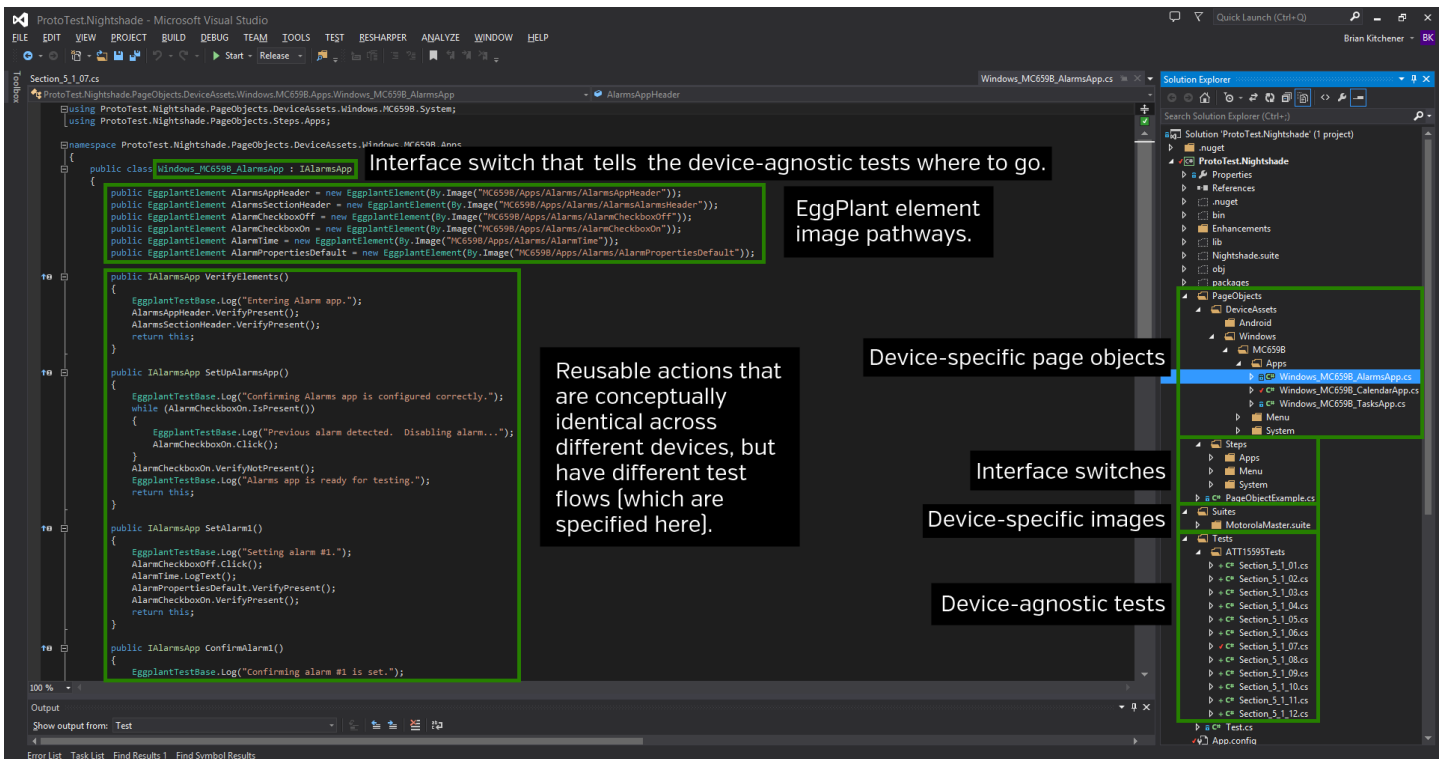 ProtoTest.Nightshade - Microsoft Visual Studio
Quick Launch (Ctrl+Q)
FILE EDIT VIEW PROJECT BUILD DEBUG TEAM TOOLS TEST RESHARPER ANALYZE WINDOW HELP
Brian Kitchener BK
Start Release
Toolbox
Section_5_1_07.cs
Windows_MC659B_AlarmsApp.cs
ProtoTest.Nightshade.PageObjects.DeviceAssets.Windows.MC659B.Apps.Windows_MC659B_AlarmsApp
AlarmsAppHeader
using ProtoTest.Nightshade.PageObjects.DeviceAssets.Windows.MC659B.System;
using ProtoTest.Nightshade.PageObjects.Steps.Apps;
namespace ProtoTest.Nightshade.PageObjects.DeviceAssets.Windows.MC659B.Apps
{
public class Windows_MC659B_AlarmsApp : IAlarmsApp
Interface switch that tells the device-agnostic tests where to go.
{
public EggplantElement AlarmsAppHeader = new EggplantElement(By.Image("MC659B/Apps/Alarms/AlarmsAppHeader"));
public EggplantElement AlarmsSectionHeader = new EggplantElement(By.Image("MC659B/Apps/Alarms/AlarmsAlarmsHeader"));
public EggplantElement AlarmCheckboxOff = new EggplantElement(By.Image("MC659B/Apps/Alarms/AlarmCheckboxOff"));
public EggplantElement AlarmCheckboxOn = new EggplantElement(By.Image("MC659B/Apps/Alarms/AlarmCheckboxOn"));
public EggplantElement AlarmTime = new EggplantElement(By.Image("MC659B/Apps/Alarms/AlarmTime"));
public EggplantElement AlarmPropertiesDefault = new EggplantElement(By.Image("MC659B/Apps/Alarms/AlarmPropertiesDefault"));
EggPlant element
image pathways.
public IAlarmsApp VerifyElements()
{
EggplantTestBase.Log("Entering Alarm app.");
AlarmsAppHeader.VerifyPresent();
AlarmsSectionHeader.VerifyPresent();
return this;
}
public IAlarmsApp SetUpAlarmsApp()
{
EggplantTestBase.Log("Confirming Alarms app is configured correctly.");
while (AlarmCheckboxOn.IsPresent())
{
EggplantTestBase.Log("Previous alarm detected.  Disabling alarm...");
AlarmCheckboxOn.Click();
}
AlarmCheckboxOn.VerifyNotPresent();
EggplantTestBase.Log("Alarms app is ready for testing.");
return this;
}
public IAlarmsApp SetAlarm1()
{
EggplantTestBase.Log("Setting alarm #1.");
AlarmCheckboxOff.Click();
AlarmTime.LogText();
AlarmPropertiesDefault.VerifyPresent();
AlarmCheckboxOn.VerifyPresent();
return this;
}
public IAlarmsApp ConfirmAlarm1()
{
EggplantTestBase.Log("Confirming alarm #1 is set.");
Reusable actions that
are conceptually
identical across
different devices, but
have different test
flows (which are
specified here).
100 %
Output
Show output from: Test
Error List Task List Find Results 1 Find Symbol Results
Solution Explorer
Search Solution Explorer (Ctrl+;)
Solution 'ProtoTest.Nightshade' (1 project)
.nuget
ProtoTest.Nightshade
Properties
References
.nuget
bin
Enhancements
lib
Nightshade.suite
obj
packages
PageObjects
DeviceAssets
Android
Windows
MC659B
Apps
Windows_MC659B_AlarmsApp.cs
Windows_MC659B_CalendarApp.cs
Windows_MC659B_TasksApp.cs
Menu
System
Device-specific page objects
Steps
Apps
Menu
System
PageObjectExample.cs
Interface switches
Suites
MotorolaMaster.suite
Device-specific images
Tests
ATT15595Tests
Section_5_1_01.cs
Section_5_1_02.cs
Section_5_1_03.cs
Section_5_1_04.cs
Section_5_1_05.cs
Section_5_1_06.cs
Section_5_1_07.cs
Section_5_1_08.cs
Section_5_1_09.cs
Section_5_1_10.cs
Section_5_1_11.cs
Section_5_1_12.cs
Device-agnostic tests
Test.cs
App.config